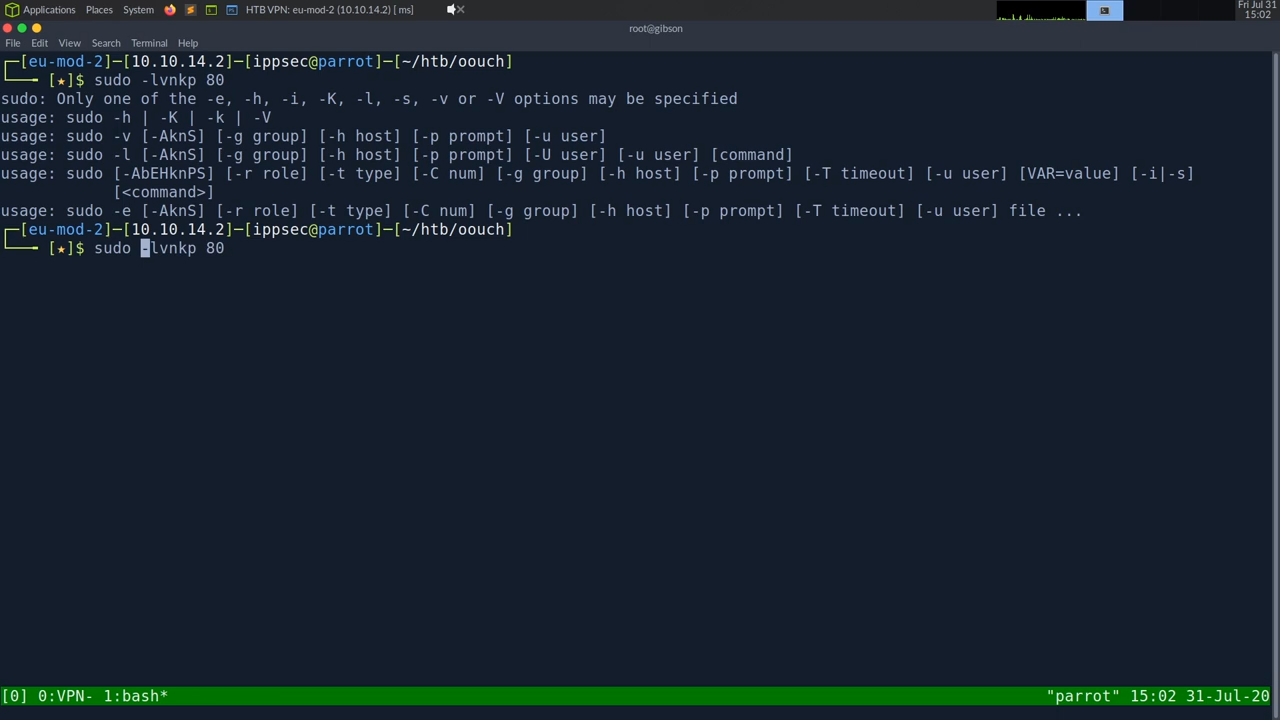 Applications Places System HTB VPN: eu-mod-2 (10.10.14.2) [ ms] Fri Jul 31
15:02
root@gibson
File Edit View Search Terminal Help
┌─[eu-mod-2]─[10.10.14.2]─[ippsec@parrot]─[~/htb/oouch]
└──╼ [★]$ sudo -lvnkp 80
sudo: Only one of the -e, -h, -i, -K, -l, -s, -v or -V options may be specified
usage: sudo -h | -K | -k | -V
usage: sudo -v [-AknS] [-g group] [-h host] [-p prompt] [-u user]
usage: sudo -l [-AknS] [-g group] [-h host] [-p prompt] [-U user] [-u user] [command]
usage: sudo [-AbEHknPS] [-r role] [-t type] [-C num] [-g group] [-h host] [-p prompt] [-T timeout] [-u user] [VAR=value] [-i|-s]
[<command>]
usage: sudo -e [-AknS] [-r role] [-t type] [-C num] [-g group] [-h host] [-p prompt] [-T timeout] [-u user] file ...
┌─[eu-mod-2]─[10.10.14.2]─[ippsec@parrot]─[~/htb/oouch]
└──╼ [★]$ sudo -lvnkp 80
[0] 0:VPN- 1:bash* "parrot" 15:02 31-Jul-20